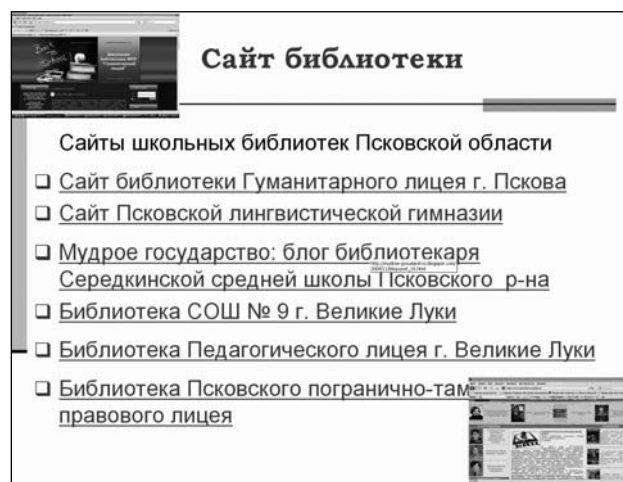 Сайт библиотеки
Сайты школьных библиотек Псковской области
Сайт библиотеки Гуманитарного лицея г. Пскова
Сайт Псковской лингвистической гимназии
Мудрое государство: блог библиотекаря
Середкинской средней школы Псковского р-на
Библиотека СОШ № 9 г. Великие Луки
Библиотека Педагогического лицея г. Великие Луки
Библиотека Псковского погранично-там
правового лицея